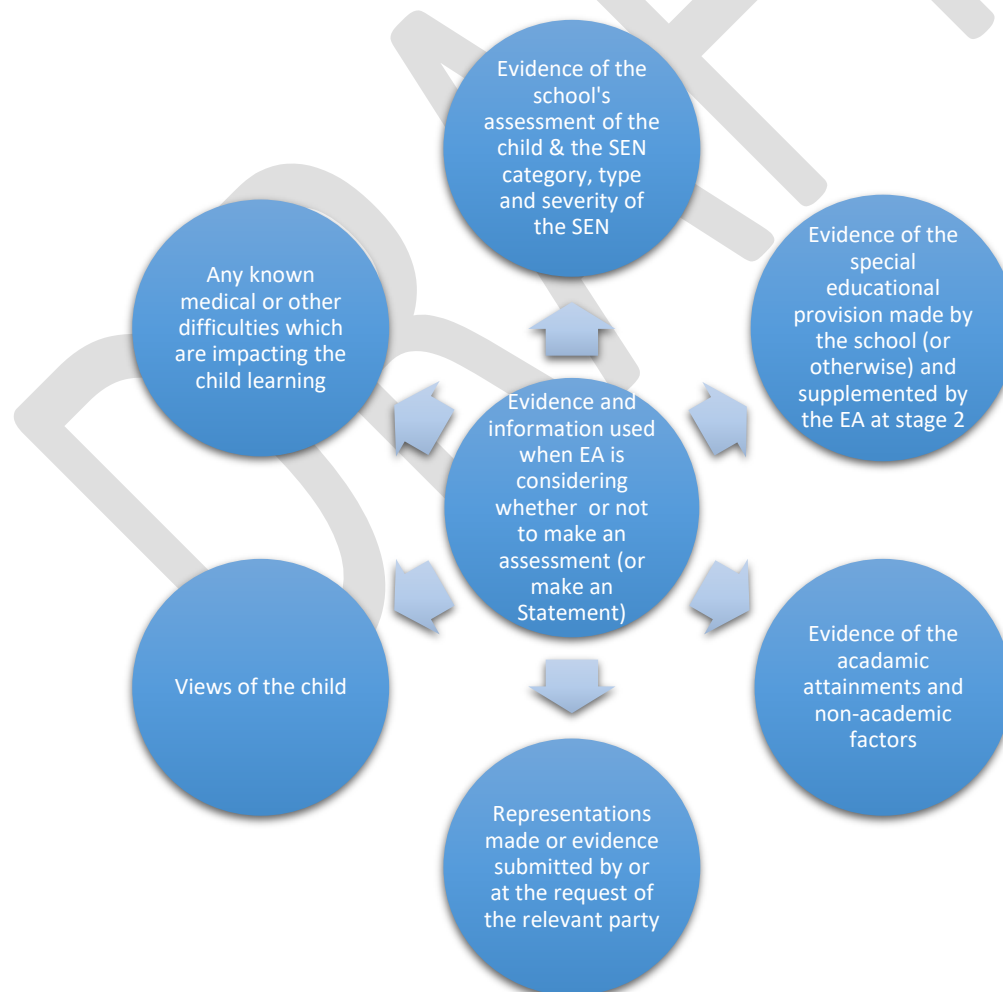 Evidence of the
school's
assessment of the
child & the SEN
category, type
and severity of
the SEN
Evidence of the
special
educational
provision made by
the school (or
otherwise) and
supplemented by
the EA at stage 2
Any known
medical or other
difficulties which
are impacting the
child learning
Evidence and
information used
when EA is
considering
whether or not
to make an
assessment (or
make an
Statement)
Evidence of the
acadamic
attainments and
non-academic
factors
Views of the child
Representations
made or evidence
submitted by or
at the request of
the relevant party